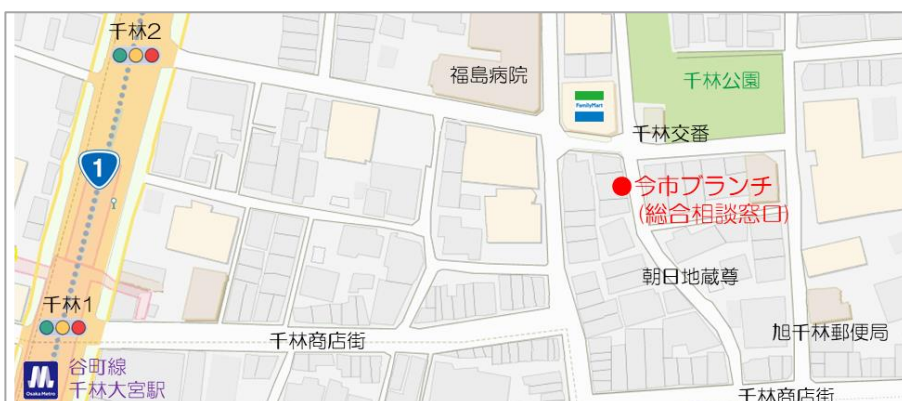 千林2
福島病院
千林公園
FamilyMart
千林交番
1
今市ブランチ
(総合相談窓口)
朝日地蔵尊
千林1
千林商店街
旭千林郵便局
谷町線
千林大宮駅
Osaka Metro
千林商店街